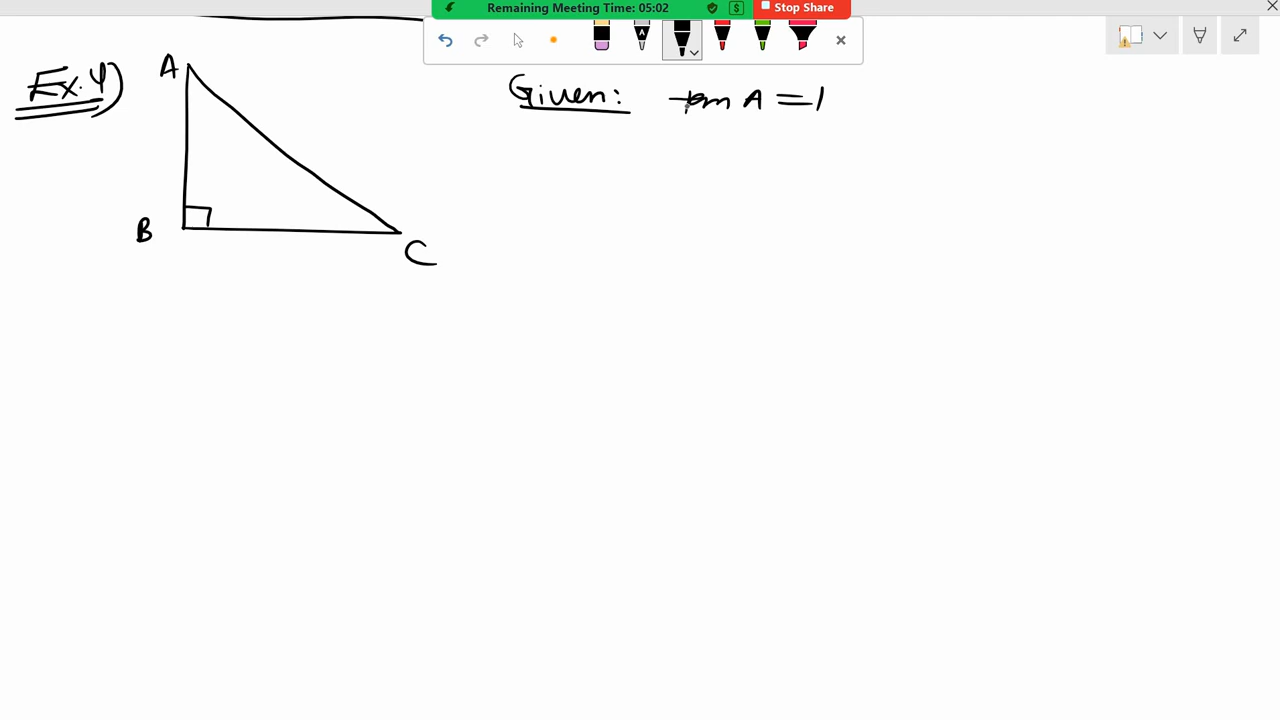 Remaining Meeting Time: 05:02 Stop Share
Ex.4)
A
Given: tan A = 1
B
C